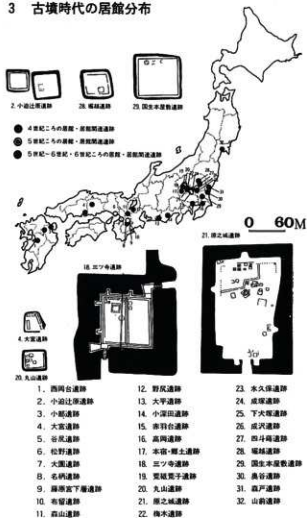 3 古墳時代の居館分布
2. 小迫辻原遺跡
28. 堀越遺跡
29. 国生本屋敷遺跡
4世紀ころの居館・居館関連遺跡
5世紀ころの居館・居館関連遺跡
5世紀〜6世紀・6世紀ころの居館・居館関連遺跡
21. 原之城遺跡
0 60M
18. 三ツ寺遺跡
4. 大宮遺跡
20. 丸山遺跡
1. 西岡台遺跡
2. 小迫辻原遺跡
3. 小部遺跡
4. 大宮遺跡
5. 谷尻遺跡
6. 松野遺跡
7. 大園遺跡
8. 名柄遺跡
9. 藤原宮下層遺跡
10. 古留遺跡
11. 森山遺跡
12. 野尻遺跡
13. 大平遺跡
14. 小深田遺跡
15. 赤羽台遺跡
16. 高岡遺跡
17. 本宿・郷土遺跡
18. 三ツ寺遺跡
19. 荒砥荒子遺跡
20. 丸山遺跡
21. 原之城遺跡
22. 梅木遺跡
23. 水久保遺跡
24. 成塚遺跡
25. 下犬塚遺跡
26. 成沢遺跡
27. 四斗蒔遺跡
28. 堀越遺跡
29. 国生本屋敷遺跡
30. 奥谷遺跡
31. 森戸遺跡
32. 山前遺跡